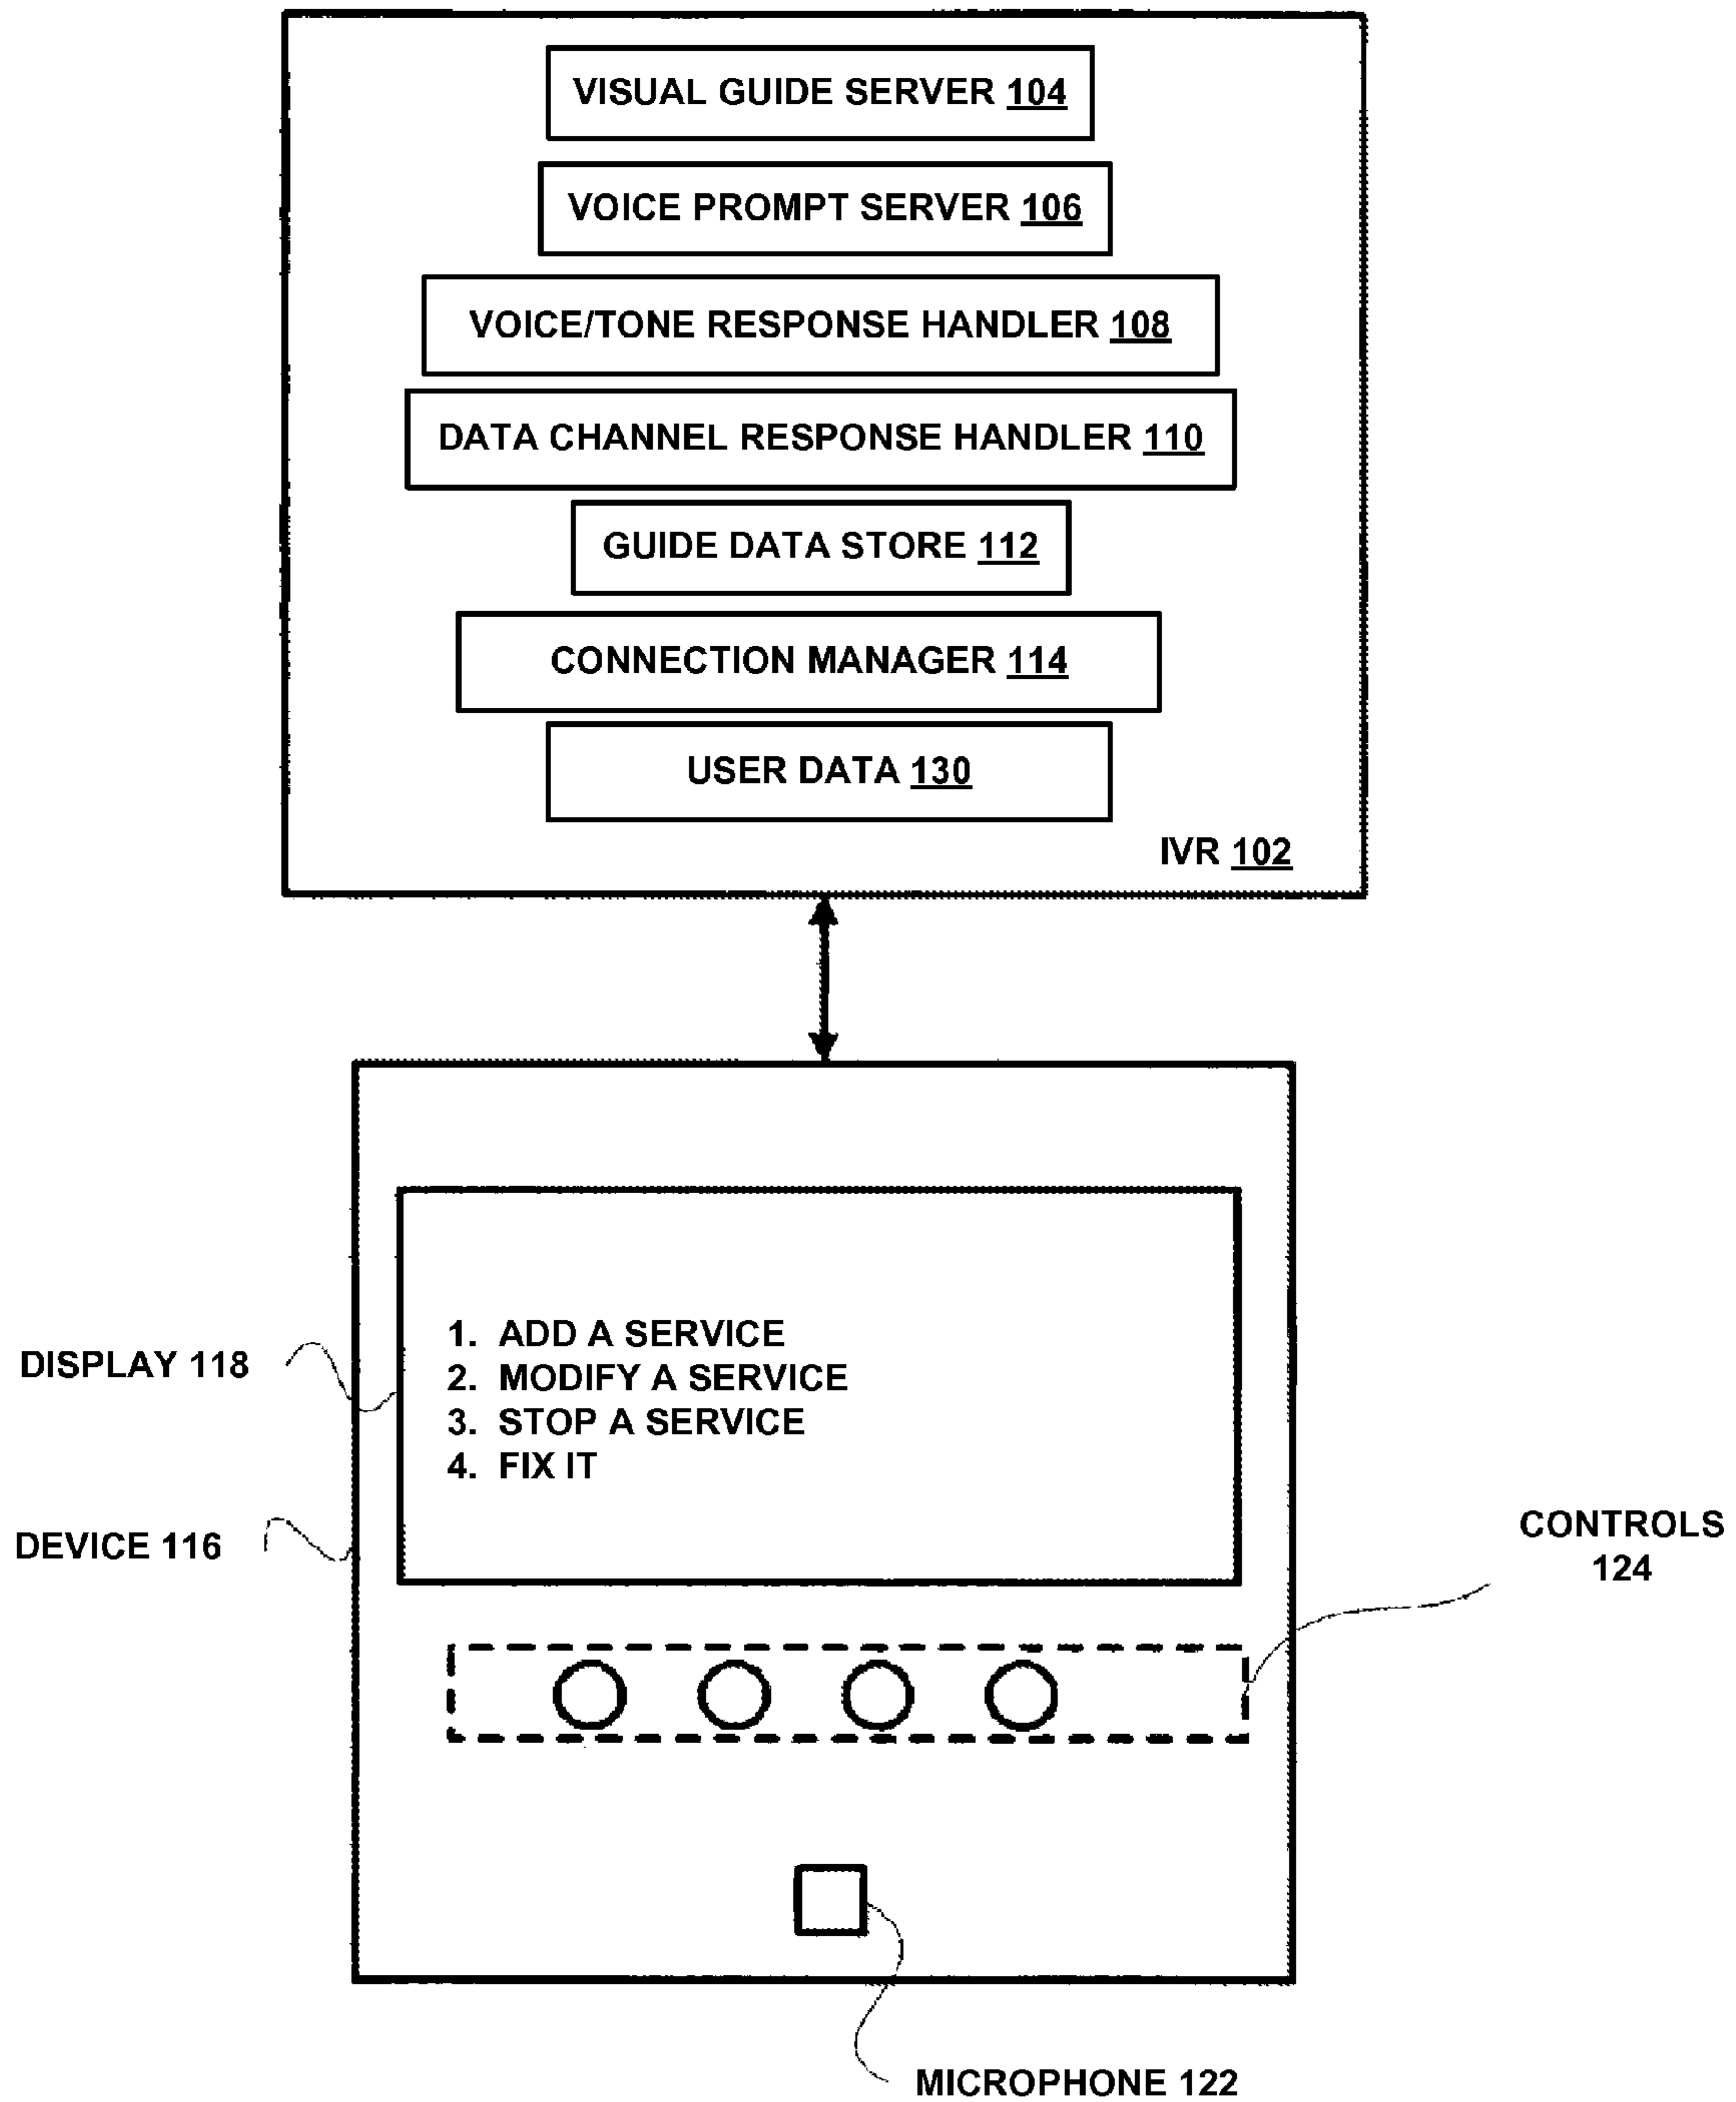 VISUAL GUIDE SERVER 104
VOICE PROMPT SERVER 106
VOICE/TONE RESPONSE HANDLER 108
DATA CHANNEL RESPONSE HANDLER 110
GUIDE DATA STORE 112
CONNECTION MANAGER 114
USER DATA 130
IVR 102
1. ADD A SERVICE
2. MODIFY A SERVICE
3. STOP A SERVICE
4. FIX IT
DISPLAY 118
DEVICE 116
CONTROLS
124
MICROPHONE 122